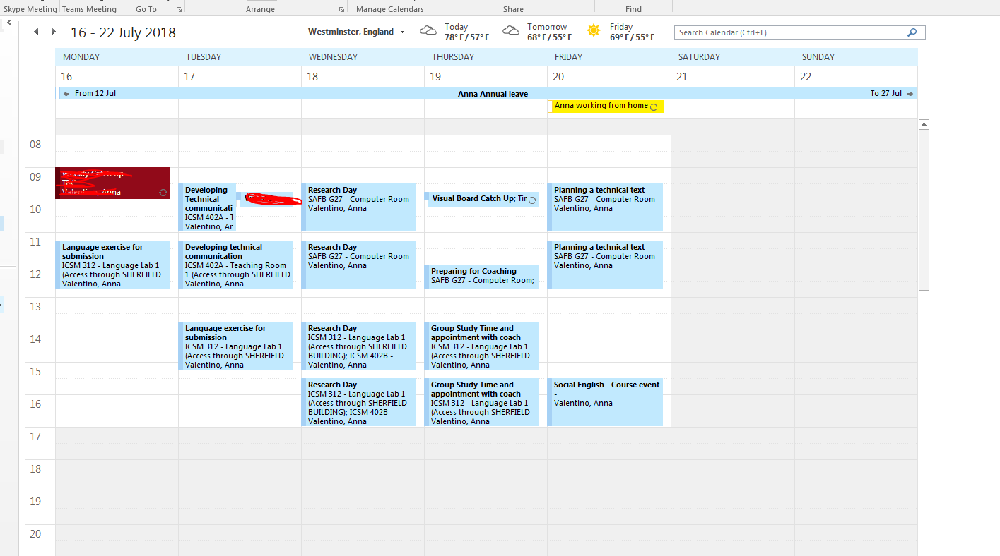 Skype Meeting Teams Meeting Go To Arrange Manage Calendars Share Find
16 - 22 July 2018
Westminster, England
Today
78° F / 57° F
Tomorrow
68° F / 55° F
Friday
69° F / 55° F
Search Calendar (Ctrl+E)
MONDAY TUESDAY WEDNESDAY THURSDAY FRIDAY SATURDAY SUNDAY
16 17 18 19 20 21 22
From 12 Jul Anna Annual leave To 27 Jul
Anna working from home
08
09
10
11
12
13
14
15
16
17
18
19
20
Weekly Catch up
Valentino, Anna
Language exercise for
submission
ICSM 312 - Language Lab 1
(Access through SHERFIELD
Valentino, Anna
Developing
Technical
communicati
ICSM 402A - T
Valentino, An
Developing technical
communication
ICSM 402A - Teaching Room
1 (Access through SHERFIELD
Valentino, Anna
Language exercise for
submission
ICSM 312 - Language Lab 1
(Access through SHERFIELD
Valentino, Anna
Research Day
SAFB G27 - Computer Room
Valentino, Anna
Research Day
SAFB G27 - Computer Room
Valentino, Anna
Research Day
ICSM 312 - Language Lab 1
(Access through SHERFIELD
BUILDING); ICSM 402B -
Valentino, Anna
Research Day
ICSM 312 - Language Lab 1
(Access through SHERFIELD
BUILDING); ICSM 402B -
Valentino, Anna
Visual Board Catch Up; Tir
Preparing for Coaching
SAFB G27 - Computer Room;
Group Study Time and
appointment with coach
ICSM 312 - Language Lab 1
(Access through SHERFIELD
Valentino, Anna
Group Study Time and
appointment with coach
ICSM 312 - Language Lab 1
(Access through SHERFIELD
Valentino, Anna
Planning a technical text
SAFB G27 - Computer Room
Valentino, Anna
Planning a technical text
SAFB G27 - Computer Room
Valentino, Anna
Social English - Course event
-
Valentino, Anna